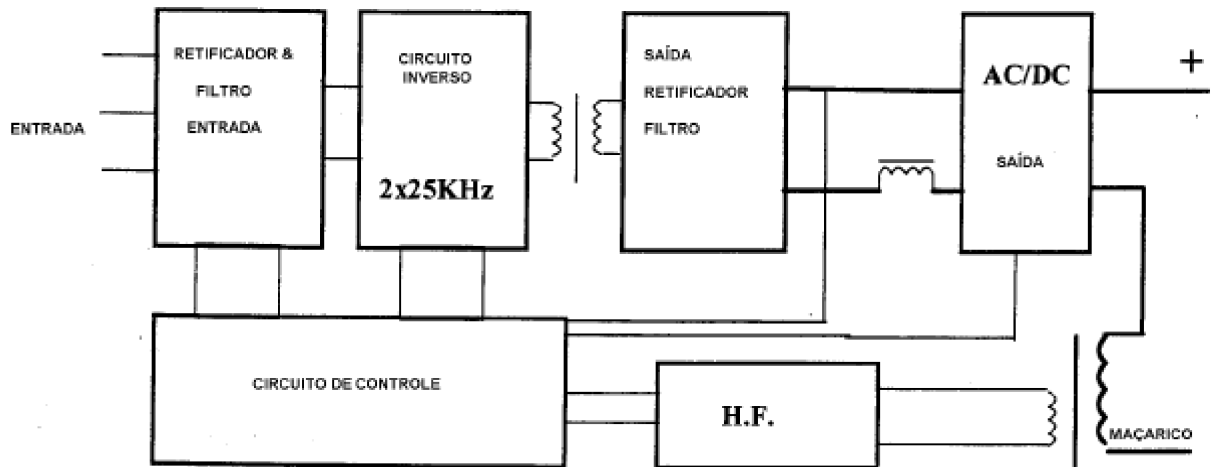 RETIFICADOR &
FILTRO
ENTRADA
ENTRADA
CIRCUITO
INVERSO
2x25KHz
SAÍDA
RETIFICADOR
FILTRO
AC/DC
SAÍDA
+
CIRCUITO DE CONTROLE
H.F.
MAÇARICO